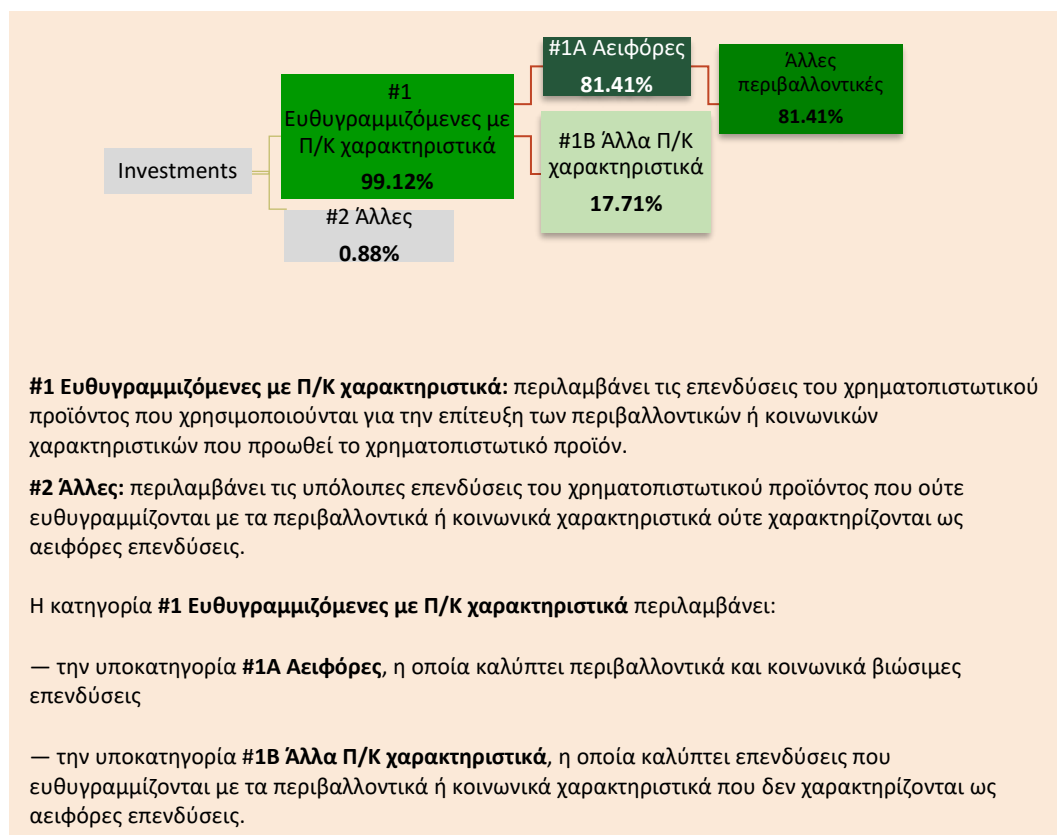 Investments
#1
Ευθυγραμμιζόμενες με
Π/Κ χαρακτηριστικά
99.12%
#2 Άλλες
0.88%
#1A Αειφόρες
81.41%
#1B Άλλα Π/Κ
χαρακτηριστικά
17.71%
Άλλες
περιβαλλοντικές
81.41%
#1 Ευθυγραμμιζόμενες με Π/Κ χαρακτηριστικά: περιλαμβάνει τις επενδύσεις του χρηματοπιστωτικού
προϊόντος που χρησιμοποιούνται για την επίτευξη των περιβαλλοντικών ή κοινωνικών
χαρακτηριστικών που προωθεί το χρηματοπιστωτικό προϊόν.
#2 Άλλες: περιλαμβάνει τις υπόλοιπες επενδύσεις του χρηματοπιστωτικού προϊόντος που ούτε
ευθυγραμμίζονται με τα περιβαλλοντικά ή κοινωνικά χαρακτηριστικά ούτε χαρακτηρίζονται ως
αειφόρες επενδύσεις.
Η κατηγορία #1 Ευθυγραμμιζόμενες με Π/Κ χαρακτηριστικά περιλαμβάνει:
— την υποκατηγορία #1A Αειφόρες, η οποία καλύπτει περιβαλλοντικά και κοινωνικά βιώσιμες
επενδύσεις
— την υποκατηγορία #1B Άλλα Π/Κ χαρακτηριστικά, η οποία καλύπτει επενδύσεις που
ευθυγραμμίζονται με τα περιβαλλοντικά ή κοινωνικά χαρακτηριστικά που δεν χαρακτηρίζονται ως
αειφόρες επενδύσεις.